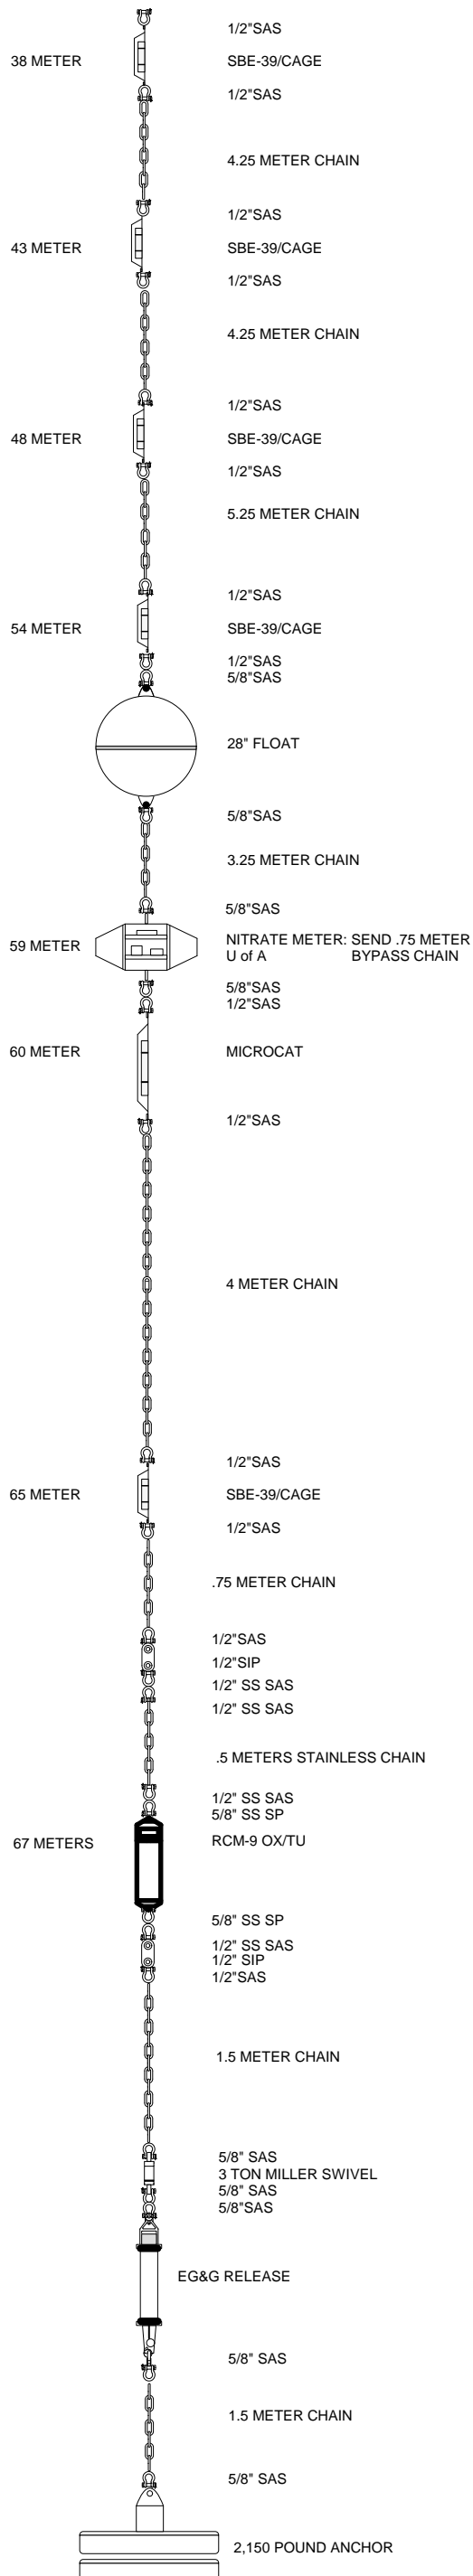 1/2"SAS
38 METER SBE-39/CAGE
1/2"SAS
4.25 METER CHAIN
1/2"SAS
43 METER SBE-39/CAGE
1/2"SAS
4.25 METER CHAIN
1/2"SAS
48 METER SBE-39/CAGE
1/2"SAS
5.25 METER CHAIN
1/2"SAS
54 METER SBE-39/CAGE
1/2"SAS
5/8"SAS
28" FLOAT
5/8"SAS
3.25 METER CHAIN
5/8"SAS
59 METER NITRATE METER: SEND .75 METER
U of A BYPASS CHAIN
5/8"SAS
1/2"SAS
60 METER MICROCAT
1/2"SAS
4 METER CHAIN
1/2"SAS
65 METER SBE-39/CAGE
1/2"SAS
.75 METER CHAIN
1/2"SAS
1/2"SIP
1/2" SS SAS
1/2" SS SAS
.5 METERS STAINLESS CHAIN
1/2" SS SAS
5/8" SS SP
67 METERS RCM-9 OX/TU
5/8" SS SP
1/2" SS SAS
1/2" SIP
1/2"SAS
1.5 METER CHAIN
5/8" SAS
3 TON MILLER SWIVEL
5/8" SAS
5/8"SAS
EG&G RELEASE
5/8" SAS
1.5 METER CHAIN
5/8" SAS
2,150 POUND ANCHOR